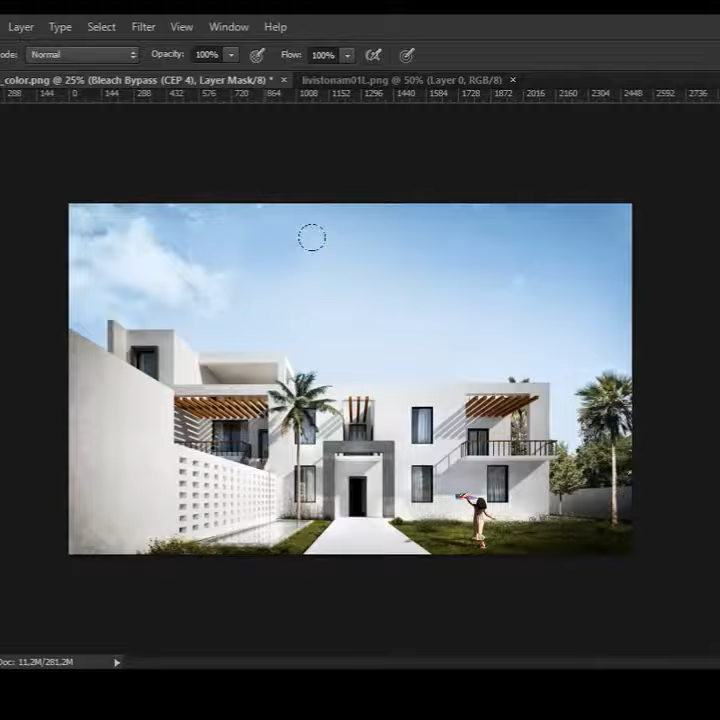 Layer Type Select Filter View Window Help
ode: Normal Opacity: 100% Flow: 100%
_color.png @ 25% (Bleach Bypass (CEP 4), Layer Mask/8) * × livistonam01L.png @ 50% (Layer 0, RGB/8) ×
288 144 0 144 288 432 576 720 864 1008 1152 1296 1440 1584 1728 1872 2016 2160 2304 2448 2592 2736
Doc: 11,2M/281,2M